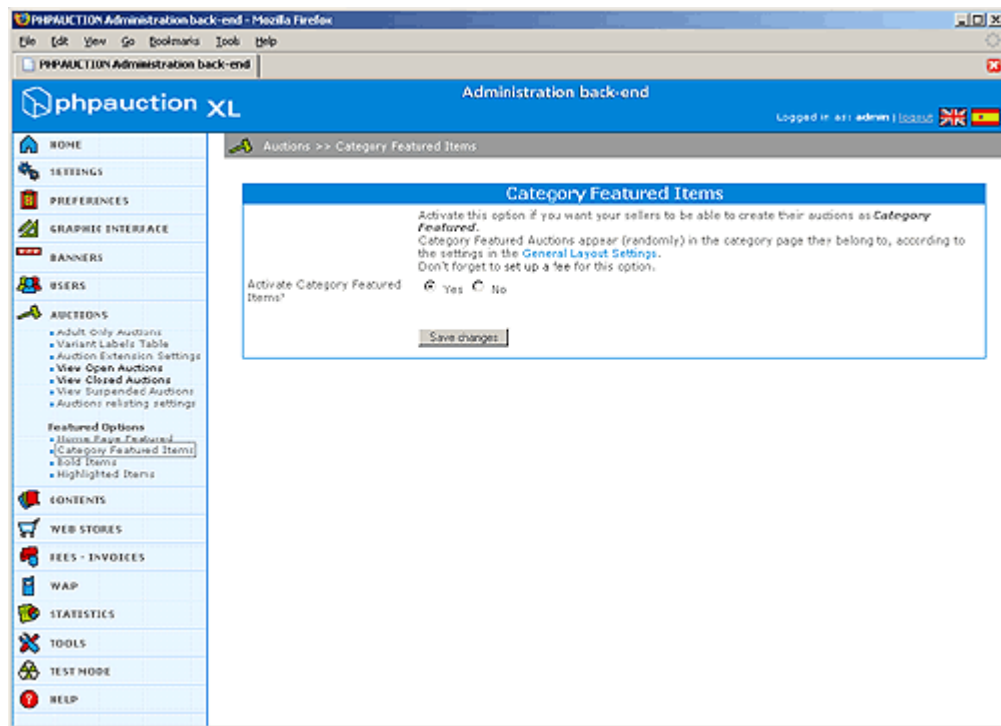 PHPAUCTION Administration back-end - Mozilla Firefox
File Edit View Go Bookmarks Tools Help
PHPAUCTION Administration back-end
phpauction XL
Administration back-end
Logged in as: admin | logout
HOME
SETTINGS
PREFERENCES
GRAPHIC INTERFACE
BANNERS
USERS
AUCTIONS
Adult Only Auctions
Variant Labels Table
Auction Extension Settings
View Open Auctions
View Closed Auctions
View Suspended Auctions
Auctions relisting settings
Featured Options
Home Page Featured
Category Featured Items
Bold Items
Highlighted Items
CONTENTS
WEB STORES
FEES - INVOICES
WAP
STATISTICS
TOOLS
TEST MODE
HELP
Auctions >> Category Featured Items
Category Featured Items
Activate this option if you want your sellers to be able to create their auctions as Category
Featured.
Category Featured Auctions appear (randomly) in the category page they belong to, according
to the settings in the General Layout Settings.
Don't forget to set up a fee for this option.
Activate Category Featured
Items?
Yes No
Save changes